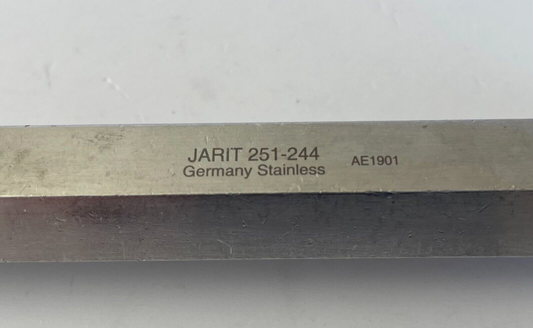 JARIT 251-244 AE1901
Germany Stainless